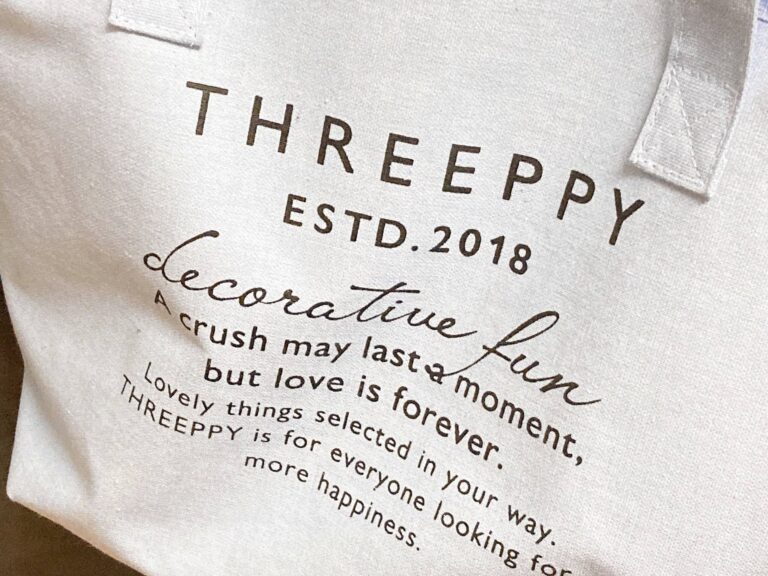 THREEPPY
ESTD.2018
decorative fun
A crush may last a moment,
but love is forever.
Lovely things selected in your way.
THREEPPY is for everyone looking for
more happiness.